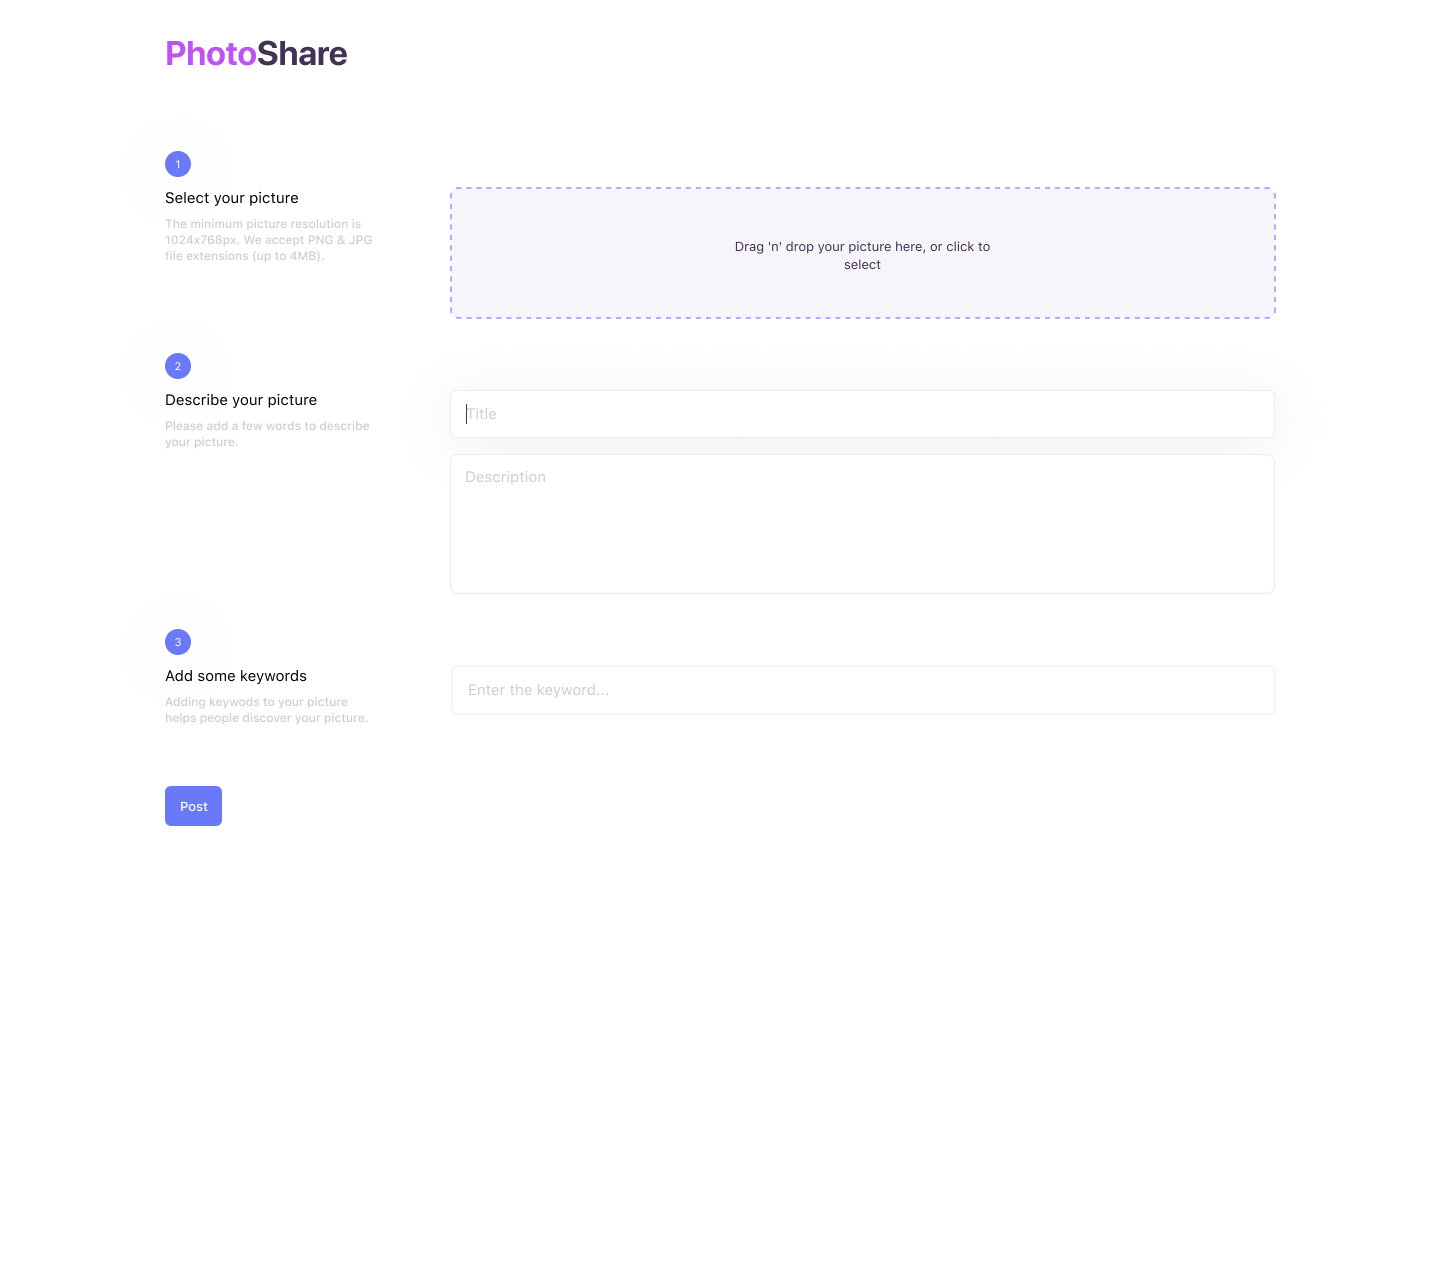 PhotoShare
1
Select your picture
The minimum picture resolution is
1024x768px. We accept PNG & JPG
file extensions (up to 4MB).
Drag 'n' drop your picture here, or click to
select
2
Describe your picture
Please add a few words to describe
your picture.
Title
Description
3
Add some keywords
Adding keywods to your picture
helps people discover your picture.
Enter the keyword...
Post